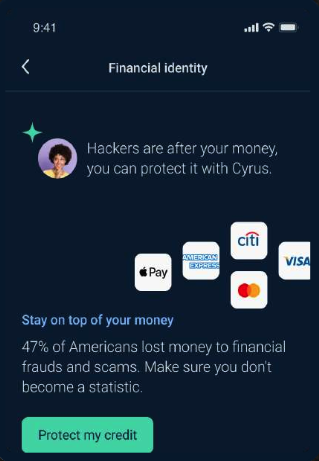 9:41
Financial identity
Hackers are after your money,
you can protect it with Cyrus.
citi
AMERICAN
EXPRESS
VISA
Pay
Stay on top of your money
47% of Americans lost money to financial
frauds and scams. Make sure you don't
become a statistic.
Protect my credit